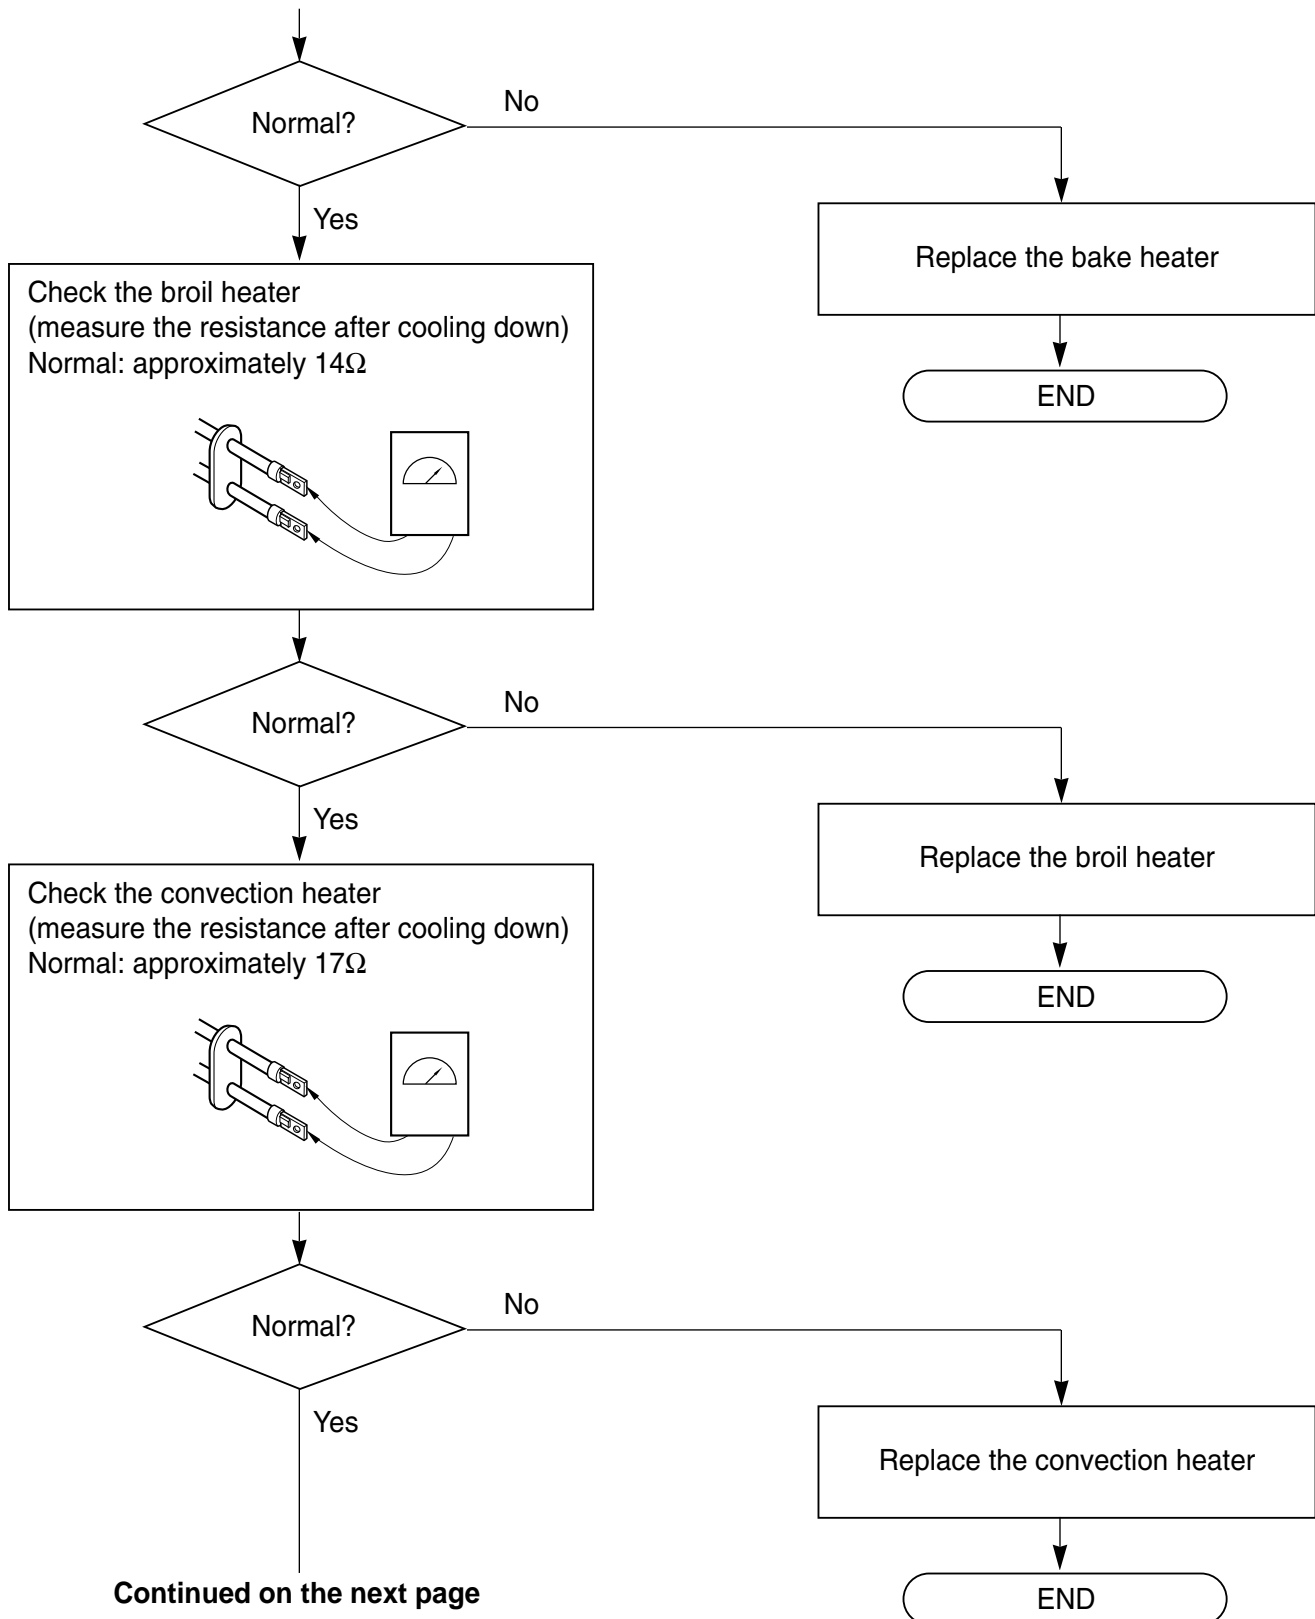 Normal?
No
Yes
Replace the bake heater
END
Check the broil heater
(measure the resistance after cooling down)
Normal: approximately 14Ω
Normal?
No
Yes
Replace the broil heater
END
Check the convection heater
(measure the resistance after cooling down)
Normal: approximately 17Ω
Normal?
No
Yes
Replace the convection heater
END
Continued on the next page